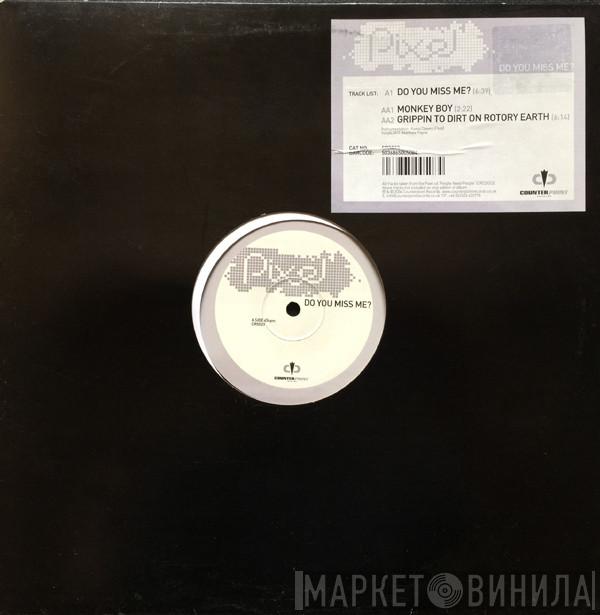 Pixel
DO YOU MISS ME?
TRACK LIST: A1 DO YOU MISS ME? (6:39)
AA1 MONKEY BOY (2:22)
AA2 GRIPPIN TO DIRT ON ROTORY EARTH (6:14)
CAT NO.
BARCODE:
COUNTERPOINT
Pixel
DO YOU MISS ME?
A SIDE 45rpm
COUNTERPOINT
МАРКЕТ ВИНИЛА